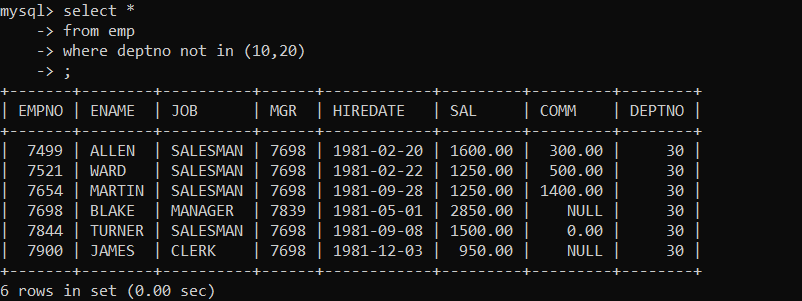 mysql> select *
    -> from emp
    -> where deptno not in (10,20)
    -> ;
+-------+--------+----------+------+------------+---------+---------+--------+
| EMPNO | ENAME  | JOB      | MGR  | HIREDATE   | SAL     | COMM    | DEPTNO |
+-------+--------+----------+------+------------+---------+---------+--------+
|  7499 | ALLEN  | SALESMAN | 7698 | 1981-02-20 | 1600.00 |  300.00 |     30 |
|  7521 | WARD   | SALESMAN | 7698 | 1981-02-22 | 1250.00 |  500.00 |     30 |
|  7654 | MARTIN | SALESMAN | 7698 | 1981-09-28 | 1250.00 | 1400.00 |     30 |
|  7698 | BLAKE  | MANAGER  | 7839 | 1981-05-01 | 2850.00 |    NULL |     30 |
|  7844 | TURNER | SALESMAN | 7698 | 1981-09-08 | 1500.00 |    0.00 |     30 |
|  7900 | JAMES  | CLERK    | 7698 | 1981-12-03 |  950.00 |    NULL |     30 |
+-------+--------+----------+------+------------+---------+---------+--------+
6 rows in set (0.00 sec)